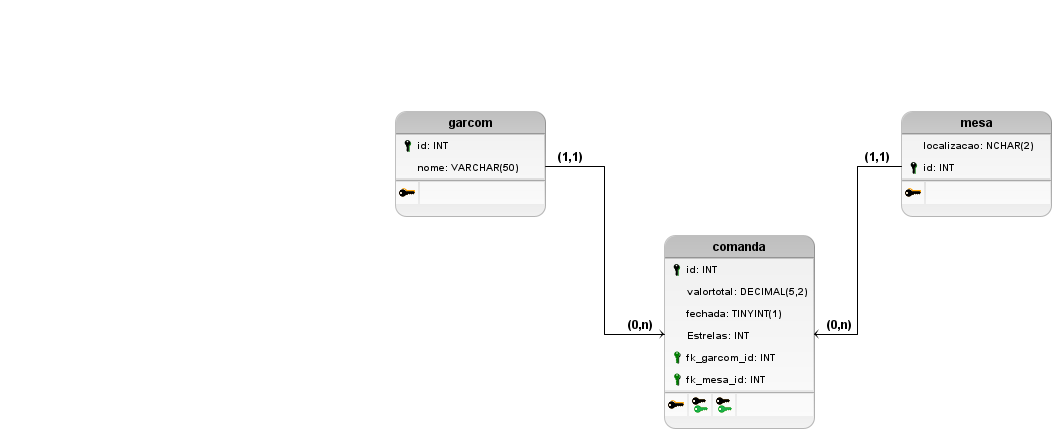 garcom
id: INT
nome: VARCHAR(50)
(1,1)
mesa
localizacao: NCHAR(2)
id: INT
(1,1)
comanda
id: INT
valortotal: DECIMAL(5,2)
fechada: TINYINT(1)
Estrelas: INT
fk_garcom_id: INT
fk_mesa_id: INT
(0,n)
(0,n)